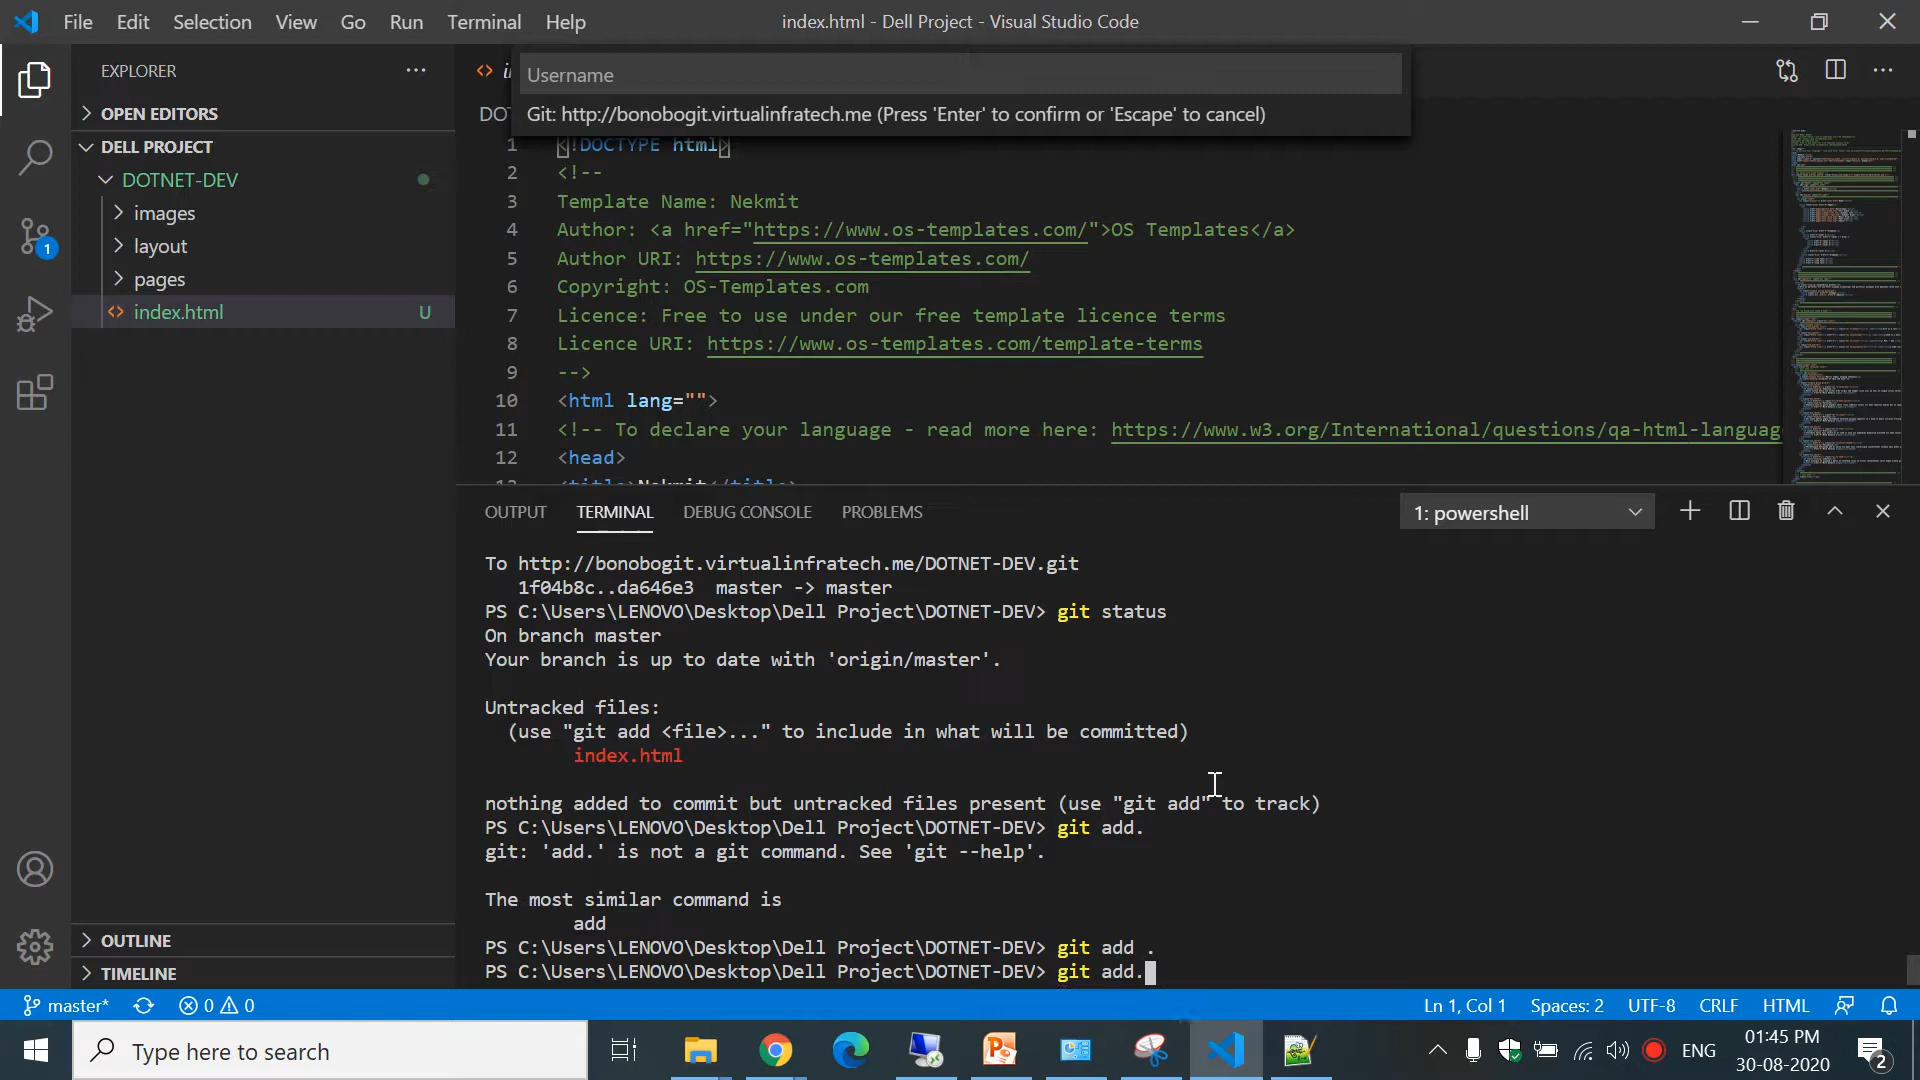 File Edit Selection View Go Run Terminal Help
index.html - Dell Project - Visual Studio Code
EXPLORER
OPEN EDITORS
DELL PROJECT
DOTNET-DEV
images
layout
pages
index.html U
OUTLINE
TIMELINE
Username
Git: http://bonobogit.virtualinfratech.me (Press 'Enter' to confirm or 'Escape' to cancel)
1 <!DOCTYPE html>
2 <!--
3 Template Name: Nekmit
4 Author: <a href="https://www.os-templates.com/">OS Templates</a>
5 Author URI: https://www.os-templates.com/
6 Copyright: OS-Templates.com
7 Licence: Free to use under our free template licence terms
8 Licence URI: https://www.os-templates.com/template-terms
9 -->
10 <html lang="">
11 <!-- To declare your language - read more here: https://www.w3.org/International/questions/qa-html-languag
12 <head>
13 <title>Nekmit</title>
OUTPUT TERMINAL DEBUG CONSOLE PROBLEMS
1: powershell
To http://bonobogit.virtualinfratech.me/DOTNET-DEV.git
1f04b8c..da646e3 master -> master
PS C:\Users\LENOVO\Desktop\Dell Project\DOTNET-DEV> git status
On branch master
Your branch is up to date with 'origin/master'.
Untracked files:
(use "git add <file>..." to include in what will be committed)
index.html
nothing added to commit but untracked files present (use "git add" to track)
PS C:\Users\LENOVO\Desktop\Dell Project\DOTNET-DEV> git add.
git: 'add.' is not a git command. See 'git --help'.
The most similar command is
add
PS C:\Users\LENOVO\Desktop\Dell Project\DOTNET-DEV> git add .
PS C:\Users\LENOVO\Desktop\Dell Project\DOTNET-DEV> git add.
1
master* 0 0
Ln 1, Col 1 Spaces: 2 UTF-8 CRLF HTML
Type here to search
ENG
01:45 PM
30-08-2020
2